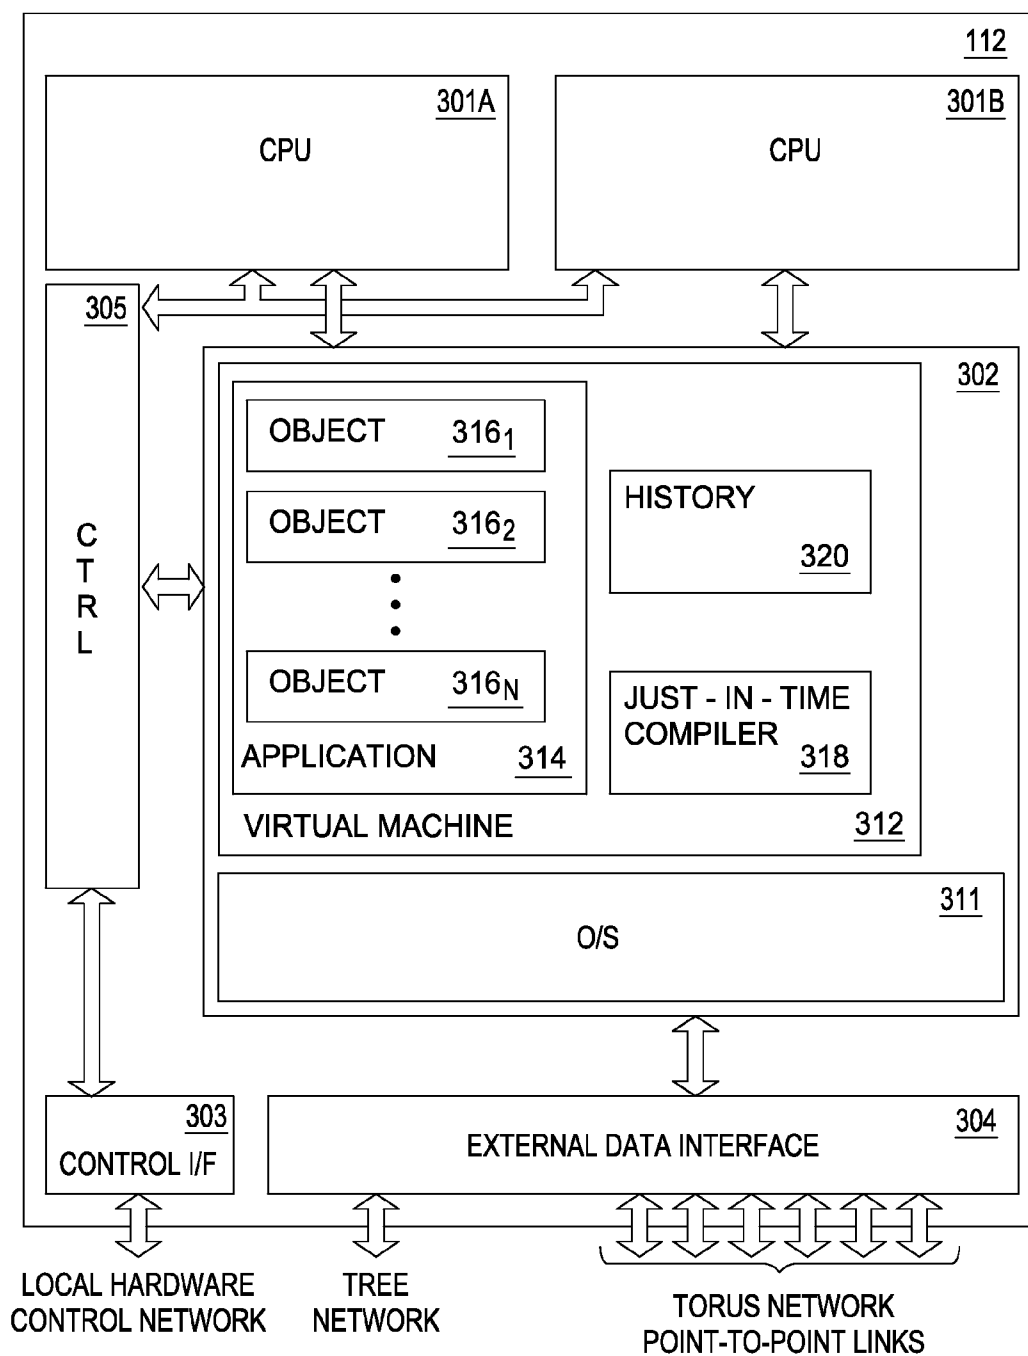 112
301A
CPU
301B
CPU
305
CTRL
302
OBJECT 316₁
OBJECT 316₂
OBJECT 316N
APPLICATION 314
HISTORY
320
JUST - IN - TIME
COMPILER
318
VIRTUAL MACHINE 312
311
O/S
303
CONTROL I/F
304
EXTERNAL DATA INTERFACE
LOCAL HARDWARE
CONTROL NETWORK
TREE
NETWORK
TORUS NETWORK
POINT-TO-POINT LINKS